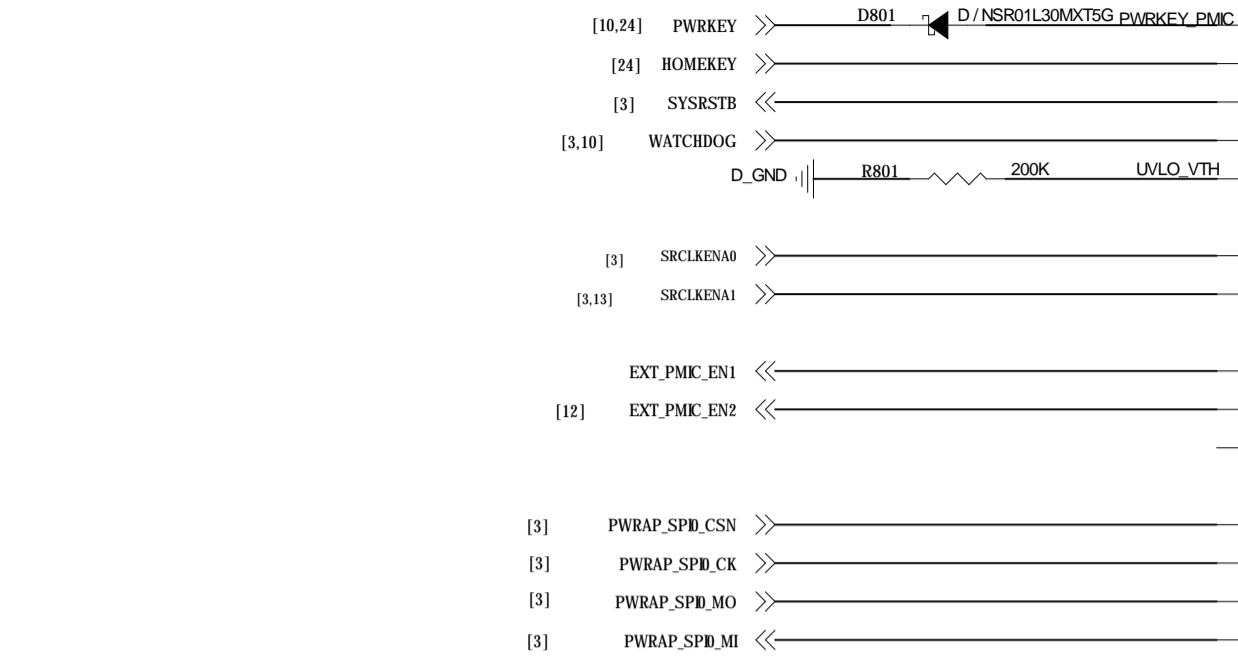 [10,24] PWRKEY D801 D / NSR01L30MXT5G PWRKEY_PMIC
[24] HOMEKEY
[3] SYSRSTB
[3,10] WATCHDOG
D_GND R801 200K UVLO_VTH
[3] SRCLKENA0
[3,13] SRCLKENA1
EXT_PMIC_EN1
[12] EXT_PMIC_EN2
[3] PWRAP_SPI0_CSN
[3] PWRAP_SPI0_CK
[3] PWRAP_SPI0_MO
[3] PWRAP_SPI0_MI